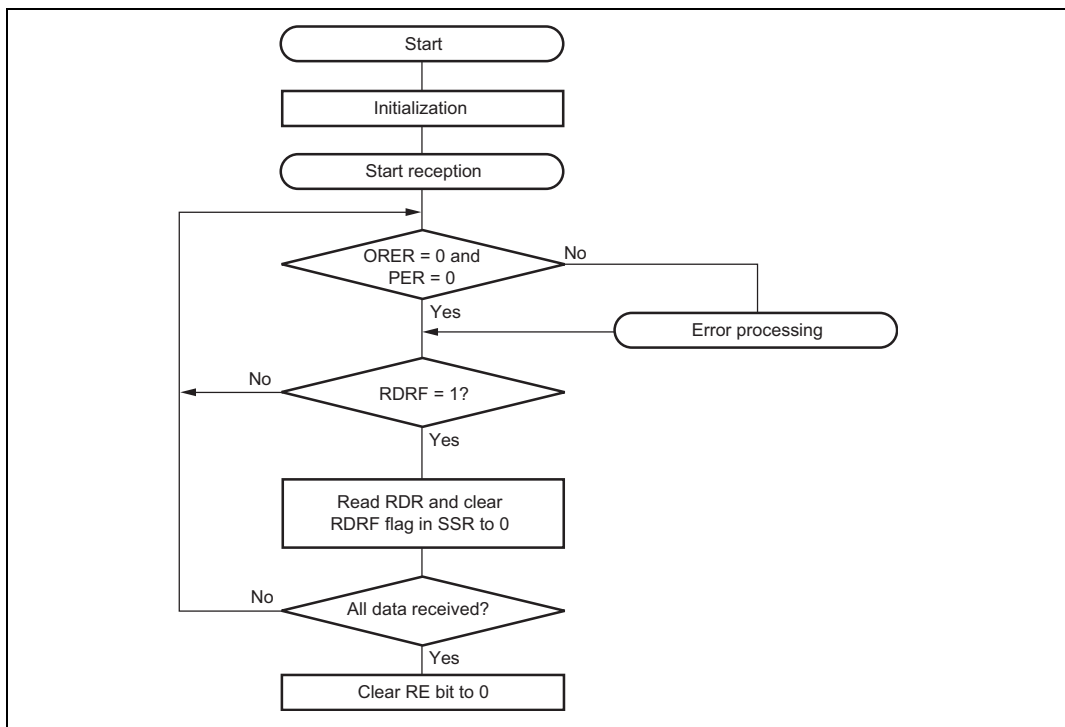 Start
Initialization
Start reception
ORER = 0 and
PER = 0
No
Yes
Error processing
No
RDRF = 1?
Yes
Read RDR and clear
RDRF flag in SSR to 0
No
All data received?
Yes
Clear RE bit to 0